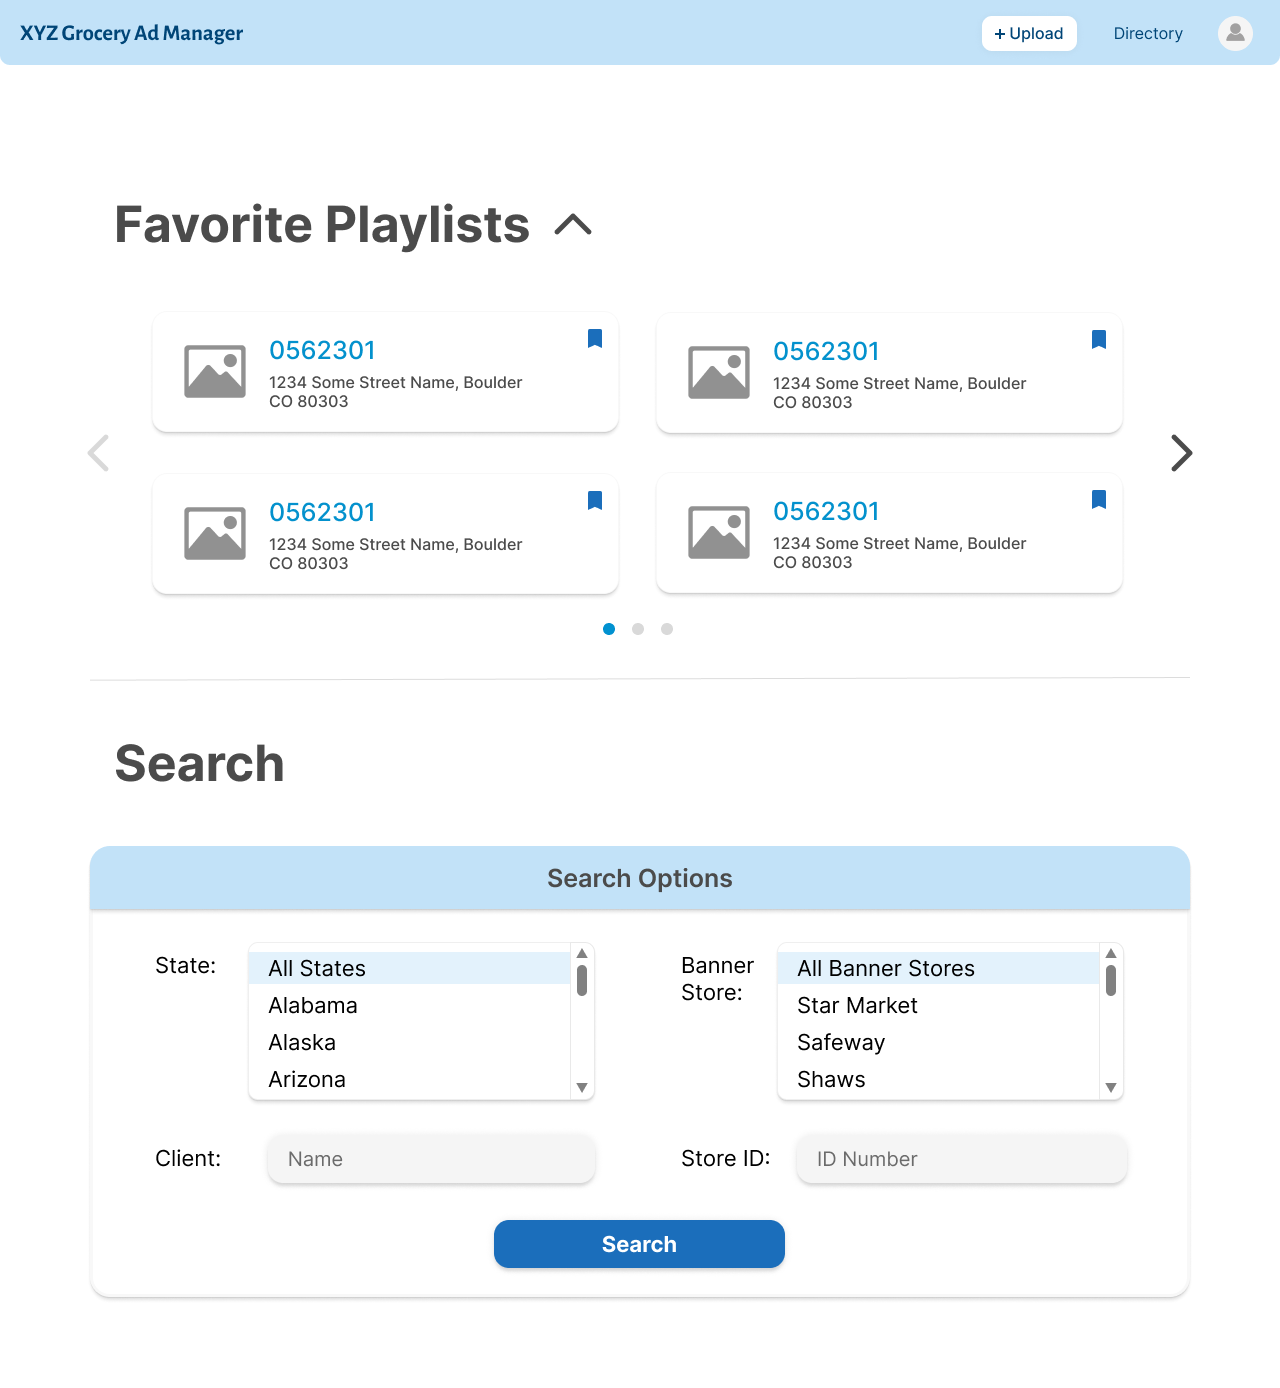 XYZ Grocery Ad Manager
+ Upload
Directory
Favorite Playlists
0562301
1234 Some Street Name, Boulder
CO 80303
0562301
1234 Some Street Name, Boulder
CO 80303
0562301
1234 Some Street Name, Boulder
CO 80303
0562301
1234 Some Street Name, Boulder
CO 80303
Search
Search Options
State:
All States
Alabama
Alaska
Arizona
Banner
Store:
All Banner Stores
Star Market
Safeway
Shaws
Client:
Name
Store ID:
ID Number
Search